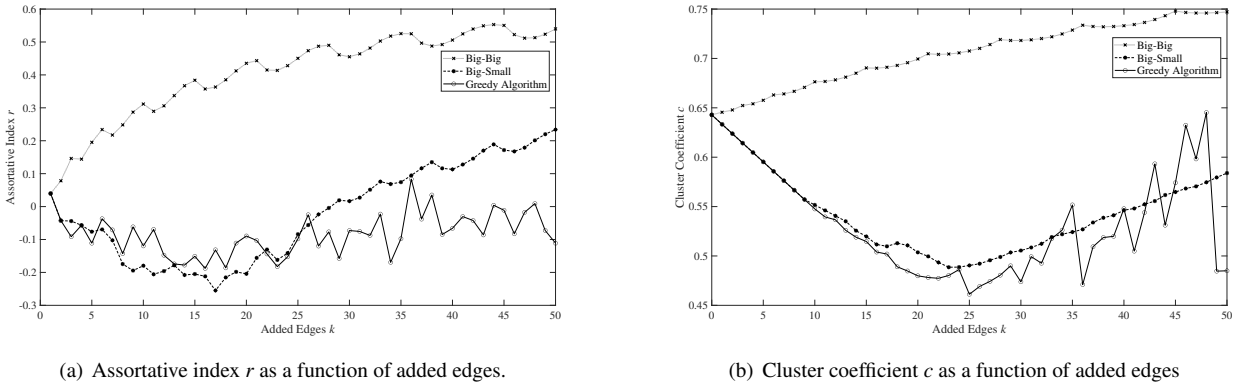 0.6
0.5
0.4
0.3
0.2
0.1
0
-0.1
-0.2
-0.3
Assortative Index r
0 5 10 15 20 25 30 35 40 45 50
Added Edges k
Big-Big
Big-Small
Greedy Algorithm
(a) Assortative index r as a function of added edges.
0.75
0.7
0.65
0.6
0.55
0.5
0.45
Cluster Coefficient c
0 5 10 15 20 25 30 35 40 45 50
Added Edges k
Big-Big
Big-Small
Greedy Algorithm
(b) Cluster coefficient c as a function of added edges